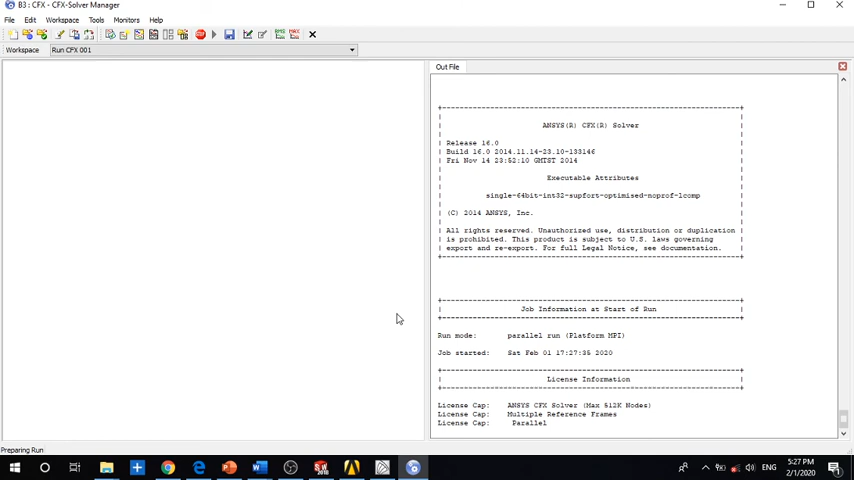 B3 : CFX - CFX-Solver Manager
File Edit Workspace Tools Monitors Help
Workspace Run CFX 001
Out File
ANSYS(R) CFX(R) Solver
Release 16.0
Build 16.0 2014.11.14-23.10-133146
Fri Nov 14 23:52:10 GMTST 2014
Executable Attributes
single-64bit-int32-supfort-optimised-noprof-lcomp
(C) 2014 ANSYS, Inc.
All rights reserved. Unauthorized use, distribution or duplication
is prohibited. This product is subject to U.S. laws governing
export and re-export. For full Legal Notice, see documentation.
Job Information at Start of Run
Run mode: parallel run (Platform MPI)
Job started: Sat Feb 01 17:27:35 2020
License Information
License Cap: ANSYS CFX Solver (Max 512K Nodes)
License Cap: Multiple Reference Frames
License Cap: Parallel
Preparing Run
ENG
5:27 PM
2/1/2020